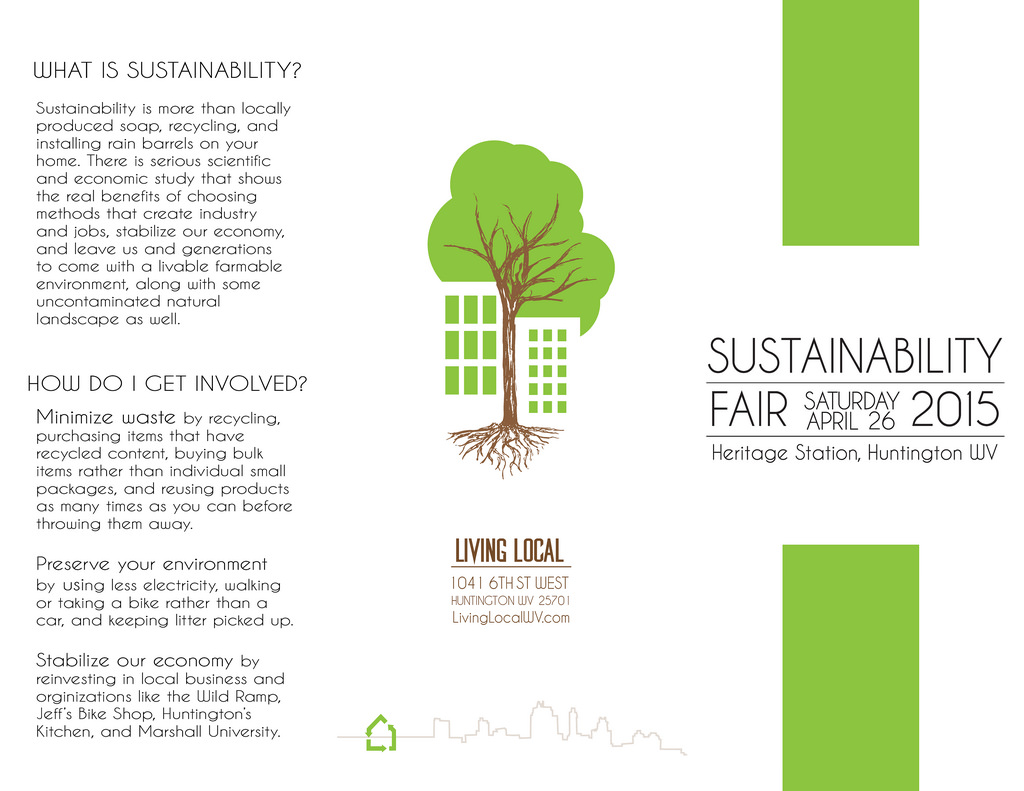 WHAT IS SUSTAINABILITY?
Sustainability is more than locally
produced soap, recycling, and
installing rain barrels on your
home. There is serious scientific
and economic study that shows
the real benefits of choosing
methods that create industry
and jobs, stabilize our economy,
and leave us and generations
to come with a livable farmable
environment, along with some
uncontaminated natural
landscape as well.
HOW DO I GET INVOLVED?
Minimize waste by recycling,
purchasing items that have
recycled content, buying bulk
items rather than individual small
packages, and reusing products
as many times as you can before
throwing them away.
Preserve your environment
by using less electricity, walking
or taking a bike rather than a
car, and keeping litter picked up.
Stabilize our economy by
reinvesting in local business and
orginizations like the Wild Ramp,
Jeff's Bike Shop, Huntington's
Kitchen, and Marshall University.
LIVING LOCAL
1041 6TH ST WEST
HUNTINGTON WV 25701
LivingLocalWV.com
SUSTAINABILITY
FAIR SATURDAY APRIL 26 2015
Heritage Station, Huntington WV